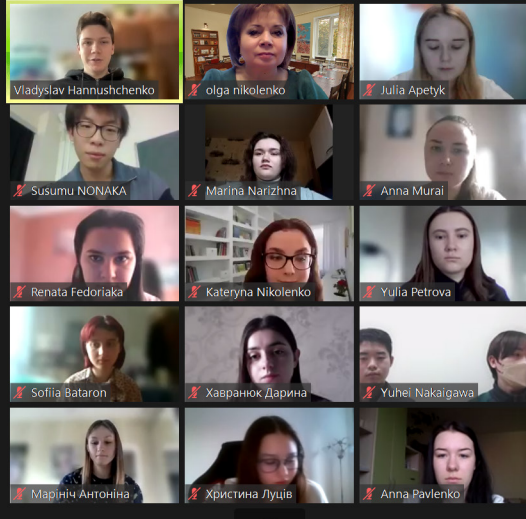 Vladyslav Hannushchenko
olga nikolenko
Julia Apetyk
Susumu NONAKA
Marina Narizhna
Anna Murai
Renata Fedoriaka
Kateryna Nikolenko
Yulia Petrova
Sofiia Bataron
Хавранюк Дарина
Yuhei Nakaigawa
Марініч Антоніна
Христина Луців
Anna Pavlenko